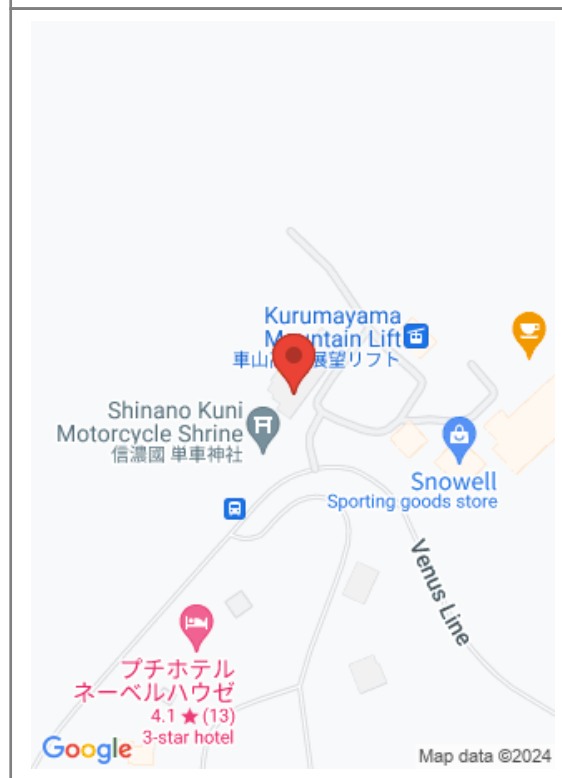 Kurumayama
Mountain Lift
車山高 展望リフト
Shinano Kuni
Motorcycle Shrine
信濃國 単車神社
Snowell
Sporting goods store
Venus Line
プチホテル
ネーベルハウゼ
4.1 ★ (13)
3-star hotel
Google
Map data ©2024